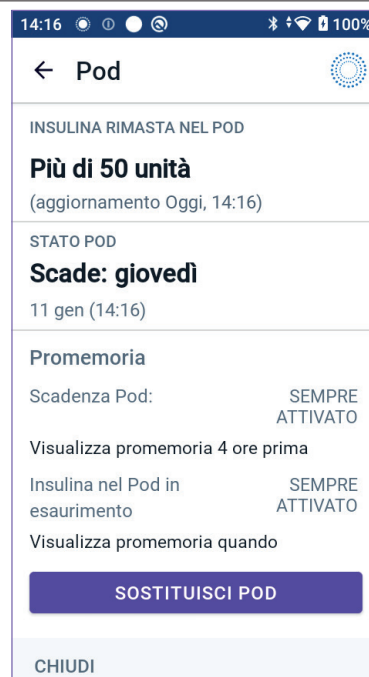 14:16 100%
Pod
INSULINA RIMASTA NEL POD
Più di 50 unità
(aggiornamento Oggi, 14:16)
STATO POD
Scade: giovedì
11 gen (14:16)
Promemoria
Scadenza Pod: SEMPRE
ATTIVATO
Visualizza promemoria 4 ore prima
Insulina nel Pod in SEMPRE
esaurimento ATTIVATO
Visualizza promemoria quando
SOSTITUISCI POD
CHIUDI